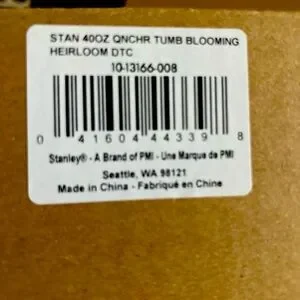 STAN 40OZ QNCHR TUMB BLOOMING
HEIRLOOM DTC
10-13166-008
0 41604 44339 8
Stanley® - A Brand of PMI - Une Marque de PMI
Seattle, WA 98121
Made in China - Fabriqué en Chine